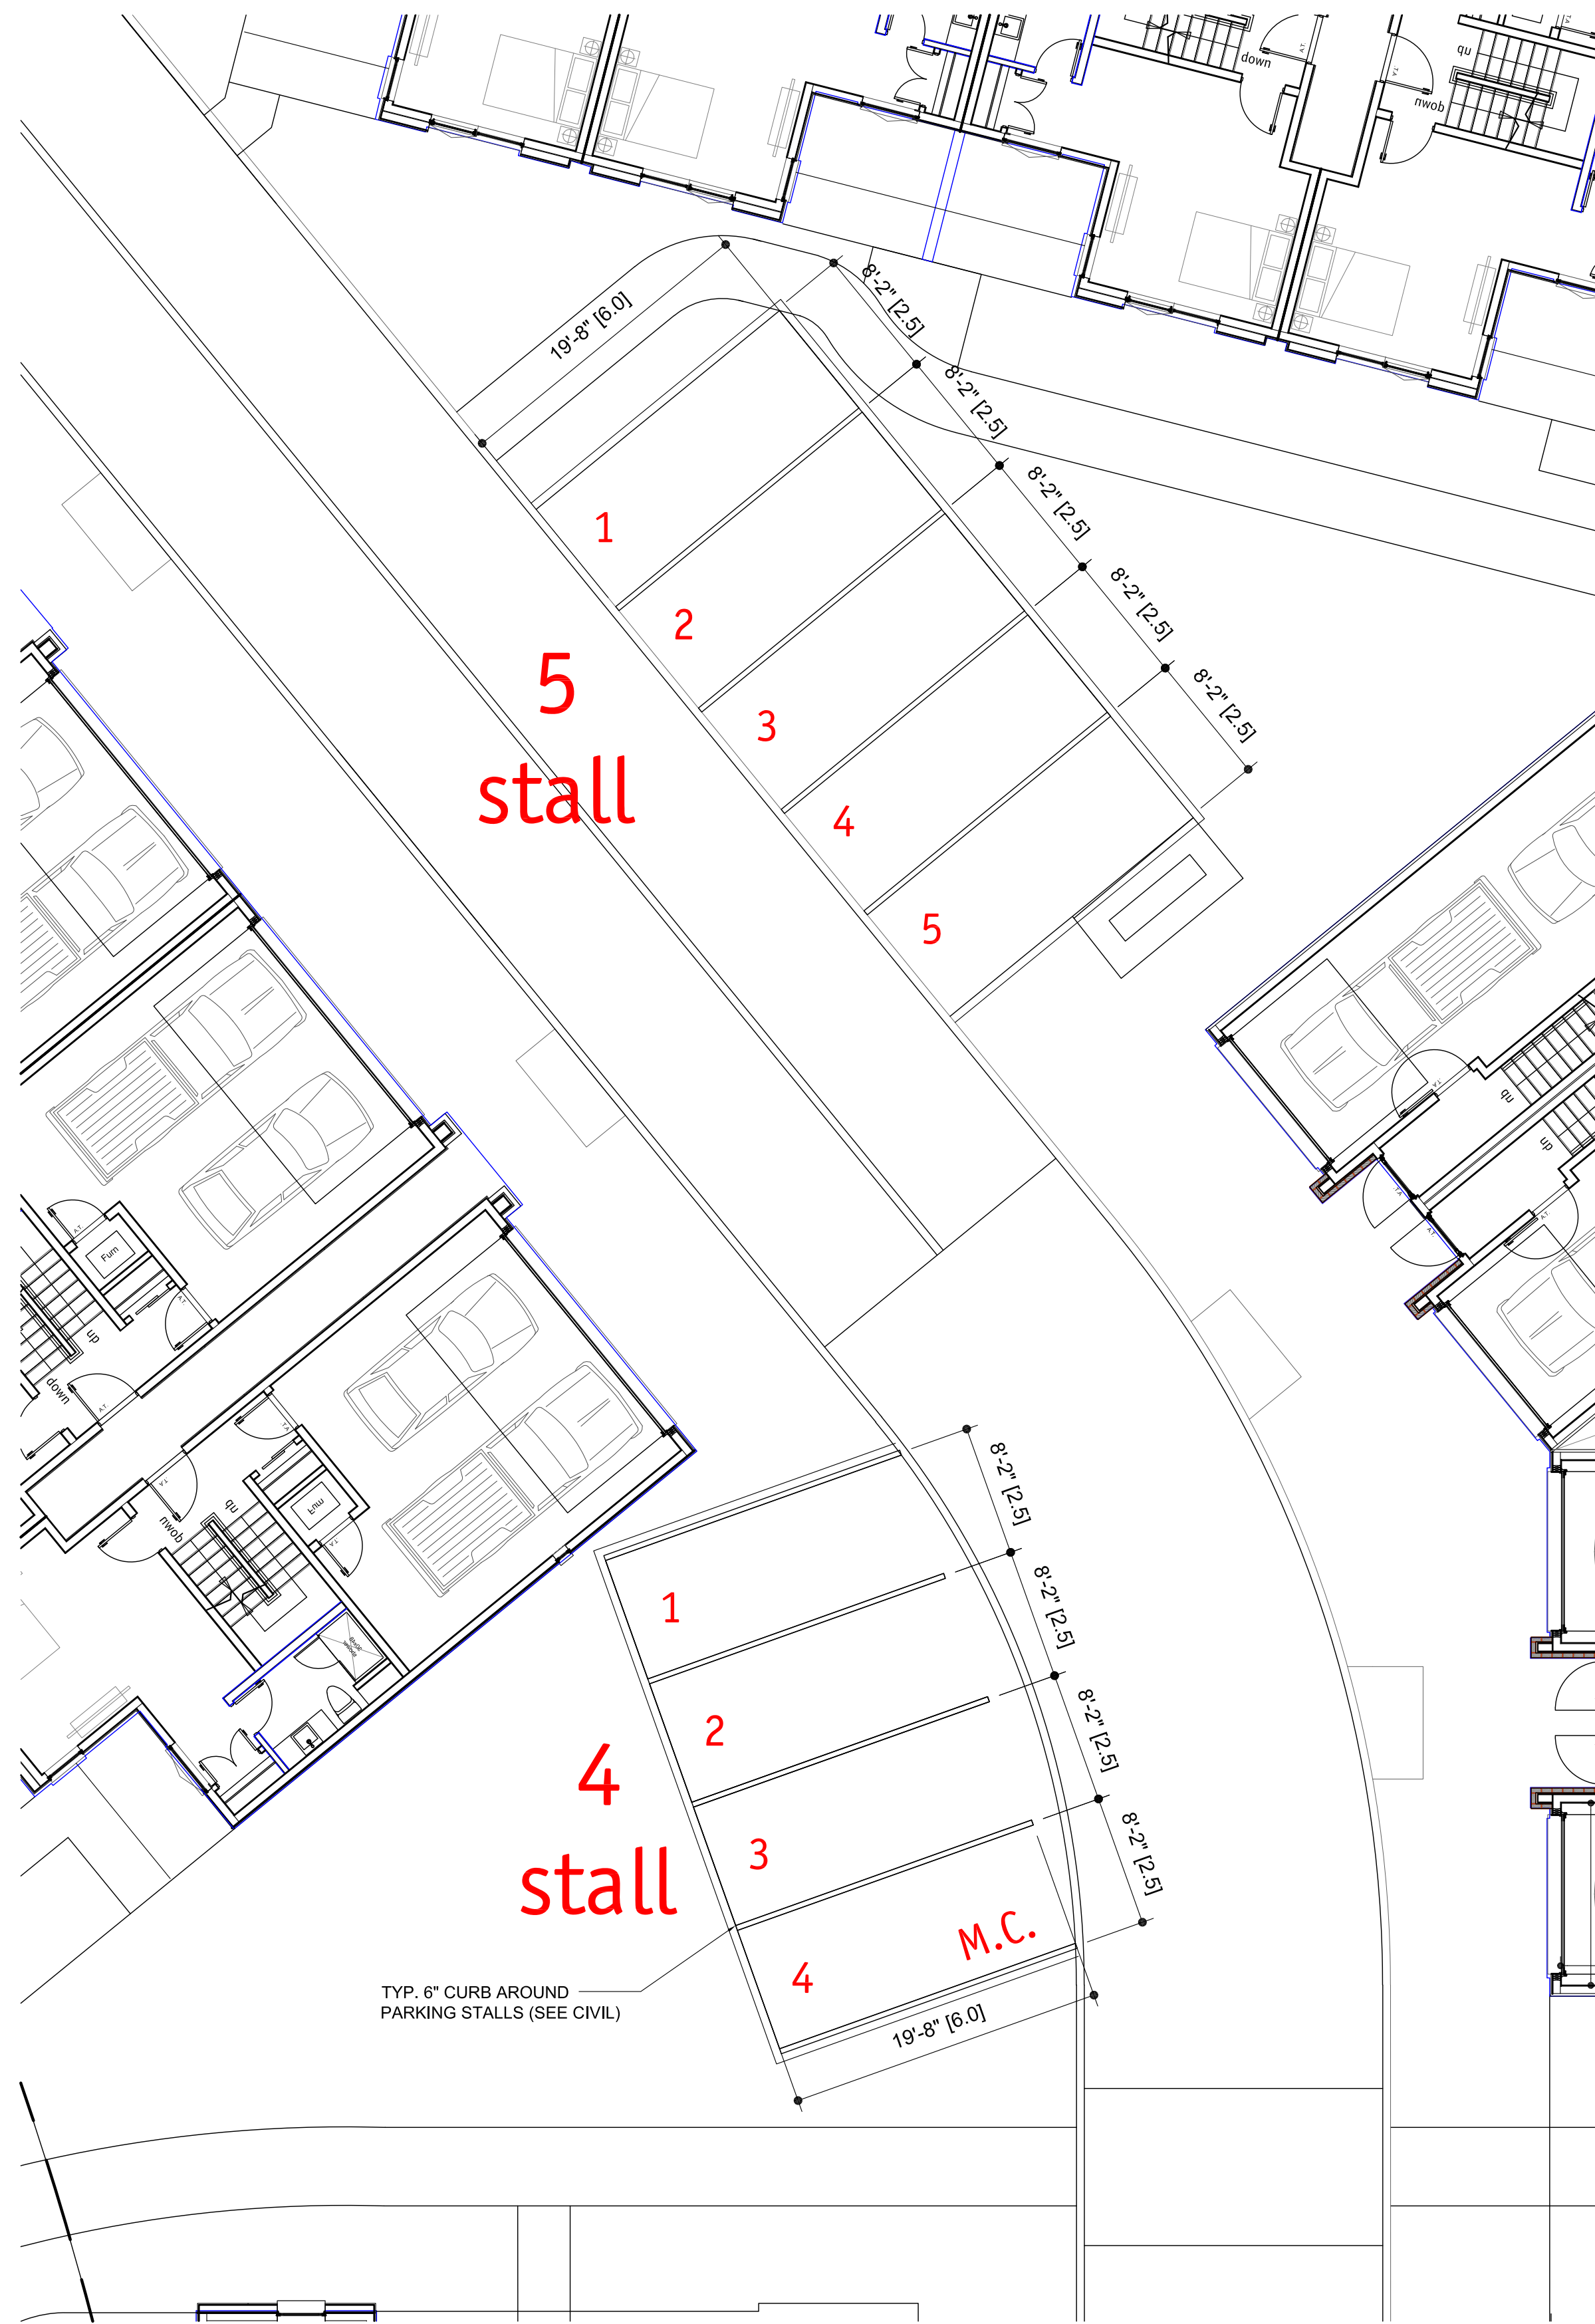 down
up
down
19'-8" [6.0]
8'-2" [2.5]
8'-2" [2.5]
8'-2" [2.5]
8'-2" [2.5]
8'-2" [2.5]
1
2
3
4
5
5
stall
up
up
Furn
up
down
A.T.
A.T.
A.T.
A.T.
Furn
up
down
8'-2" [2.5]
8'-2" [2.5]
8'-2" [2.5]
8'-2" [2.5]
1
2
3
4
M.C.
4
stall
TYP. 6" CURB AROUND
PARKING STALLS (SEE CIVIL)
19'-8" [6.0]